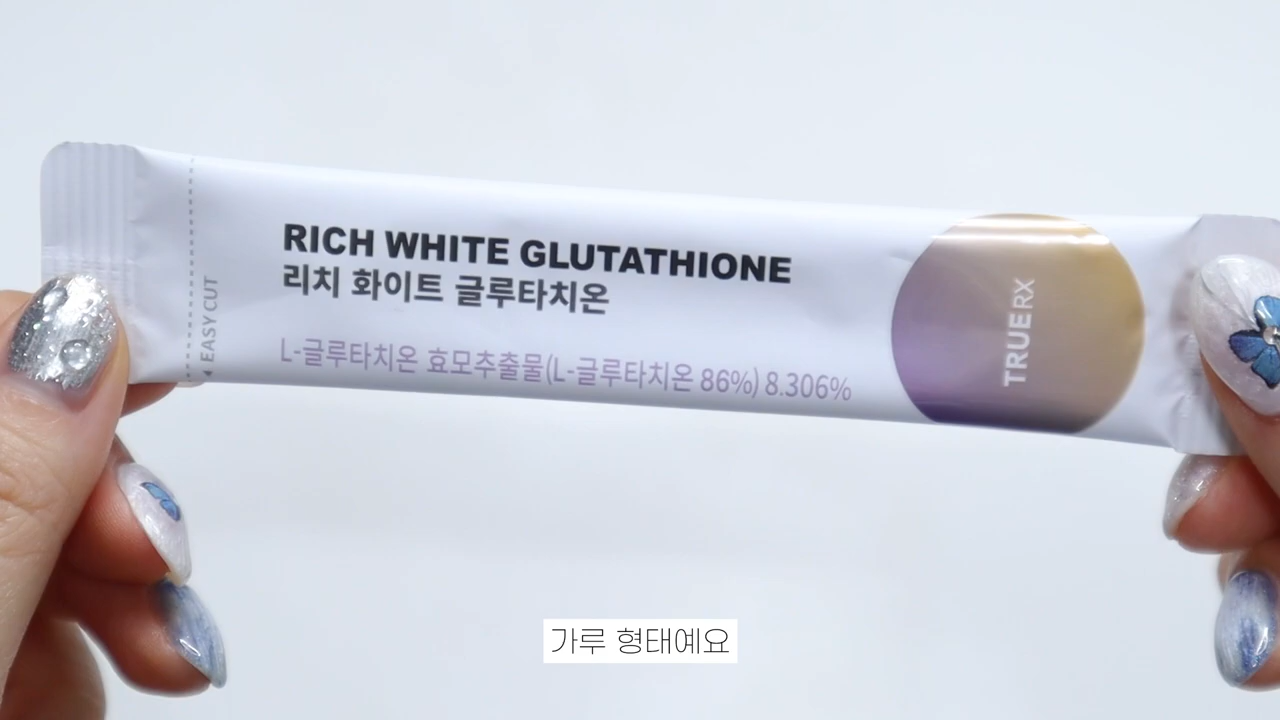 RICH WHITE GLUTATHIONE
리치 화이트 글루타치온
L-글루타치온 효모추출물(L-글루타치온 86%) 8.306%
EASY CUT
TRUERX
가루 형태예요